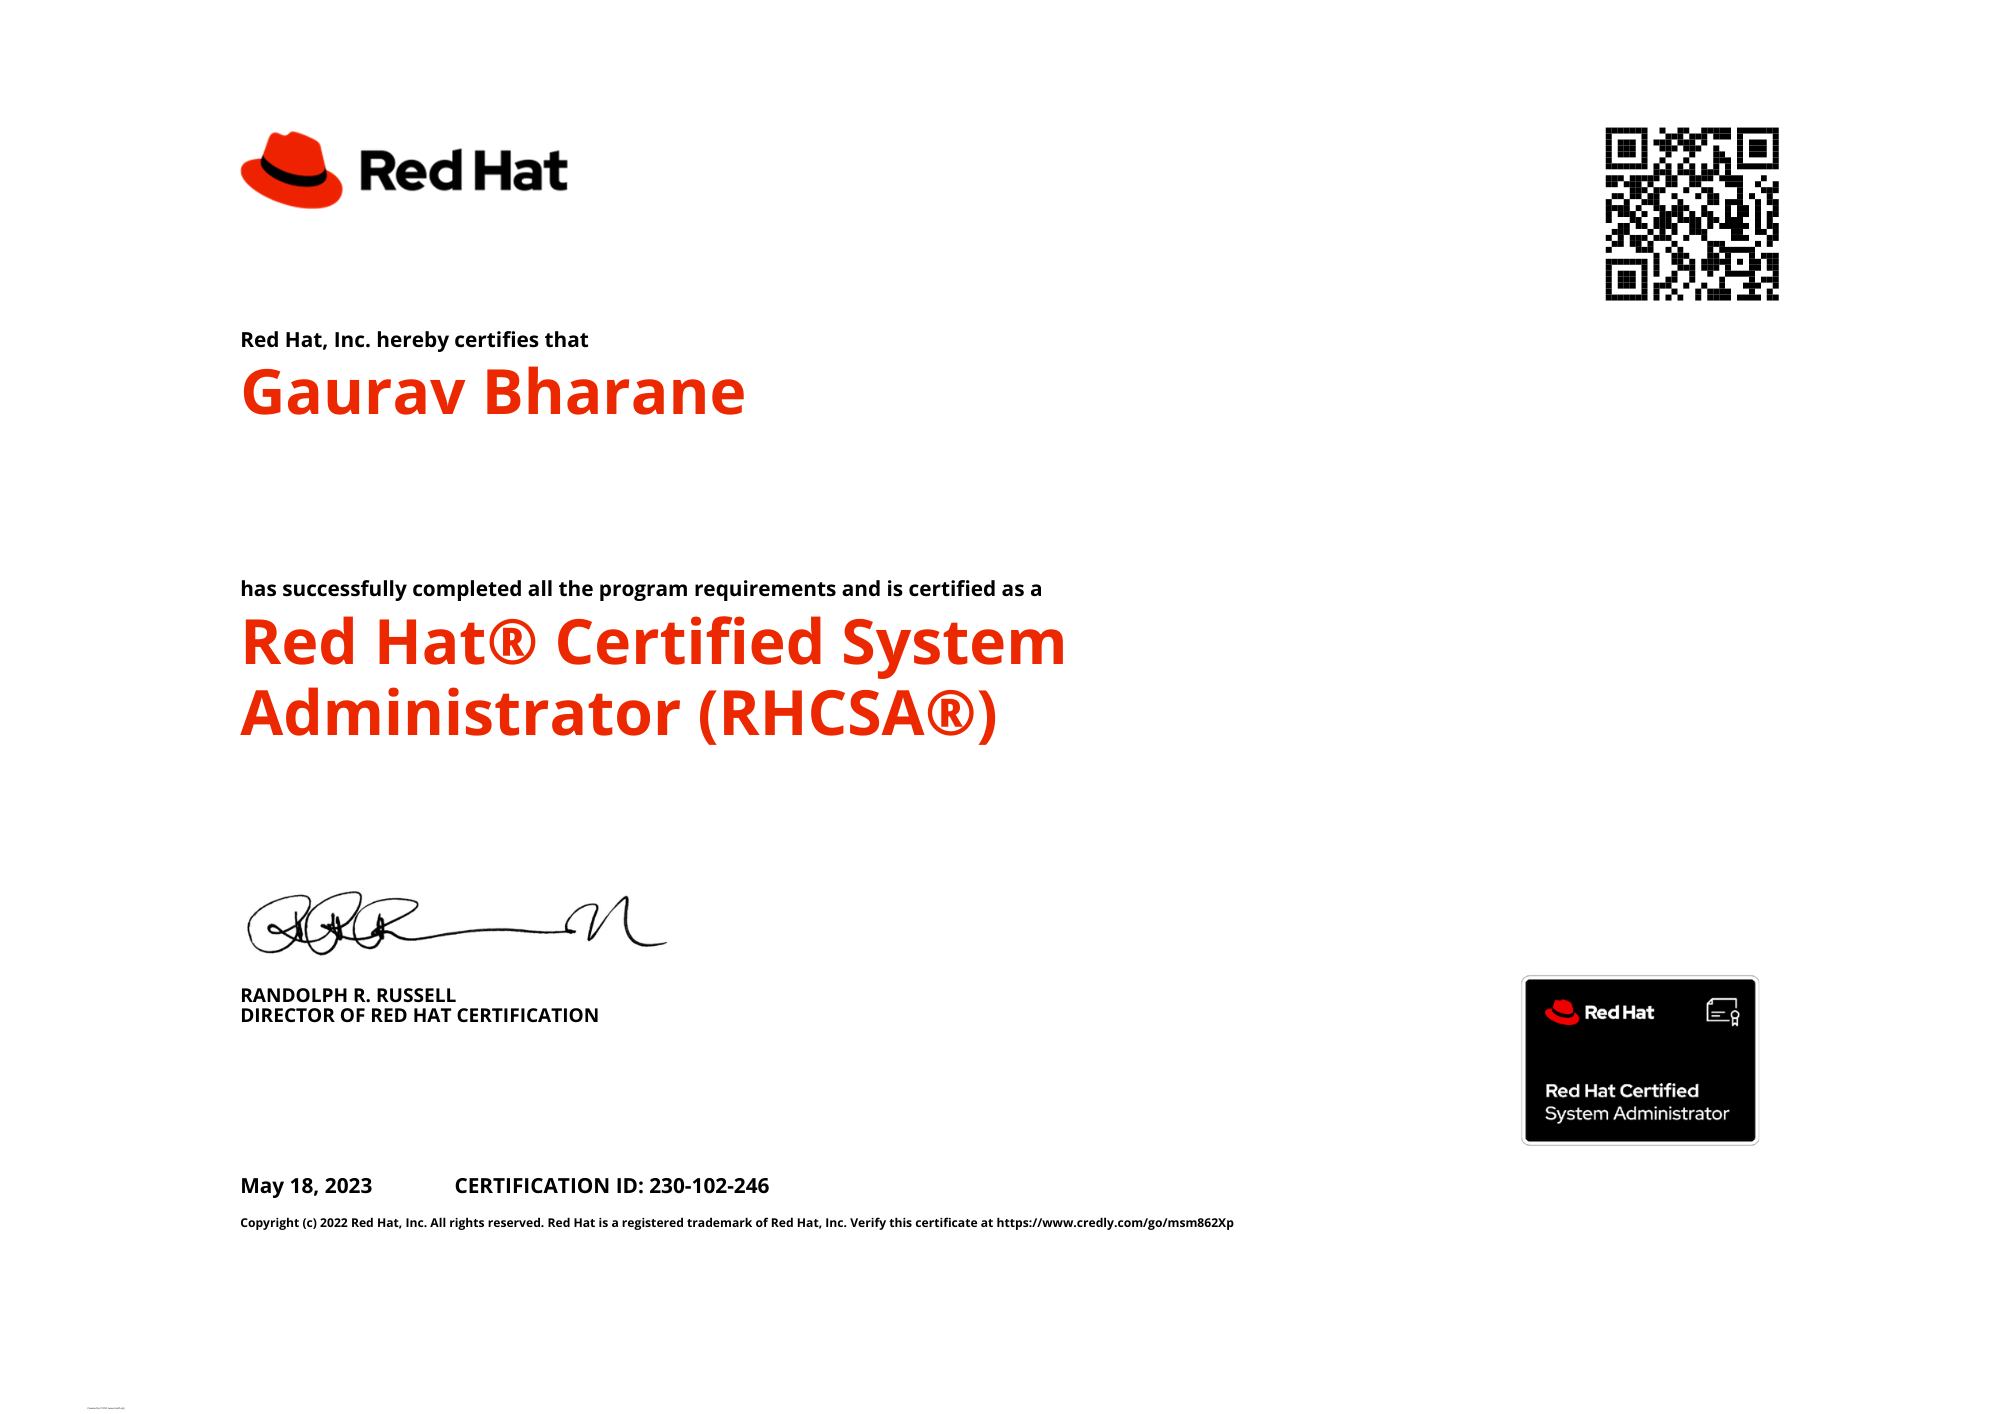 Red Hat
Red Hat, Inc. hereby certifies that
Gaurav Bharane
has successfully completed all the program requirements and is certified as a
Red Hat® Certified System
Administrator (RHCSA®)
RANDOLPH R. RUSSELL
DIRECTOR OF RED HAT CERTIFICATION
Red Hat
Red Hat Certified
System Administrator
May 18, 2023 CERTIFICATION ID: 230-102-246
Copyright (c) 2022 Red Hat, Inc. All rights reserved. Red Hat is a registered trademark of Red Hat, Inc. Verify this certificate at https://www.credly.com/go/msm862Xp